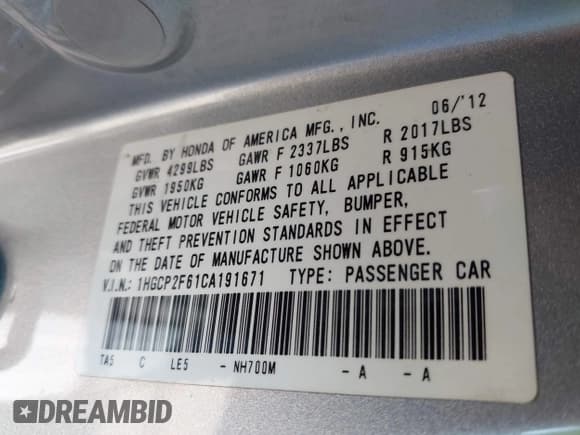 MFD. BY HONDA OF AMERICA MFG., INC. 06/'12
GVWR 4299LBS GAWR F 2337LBS R 2017LBS
GVWR 1950KG GAWR F 1060KG R 915KG
THIS VEHICLE CONFORMS TO ALL APPLICABLE
FEDERAL MOTOR VEHICLE SAFETY, BUMPER,
AND THEFT PREVENTION STANDARDS IN EFFECT
ON THE DATE OF MANUFACTURE SHOWN ABOVE.
V.I.N.: 1HGCP2F61CA191671 TYPE: PASSENGER CAR
TA5 C LE5 - NH700M - A - A
DREAMBID